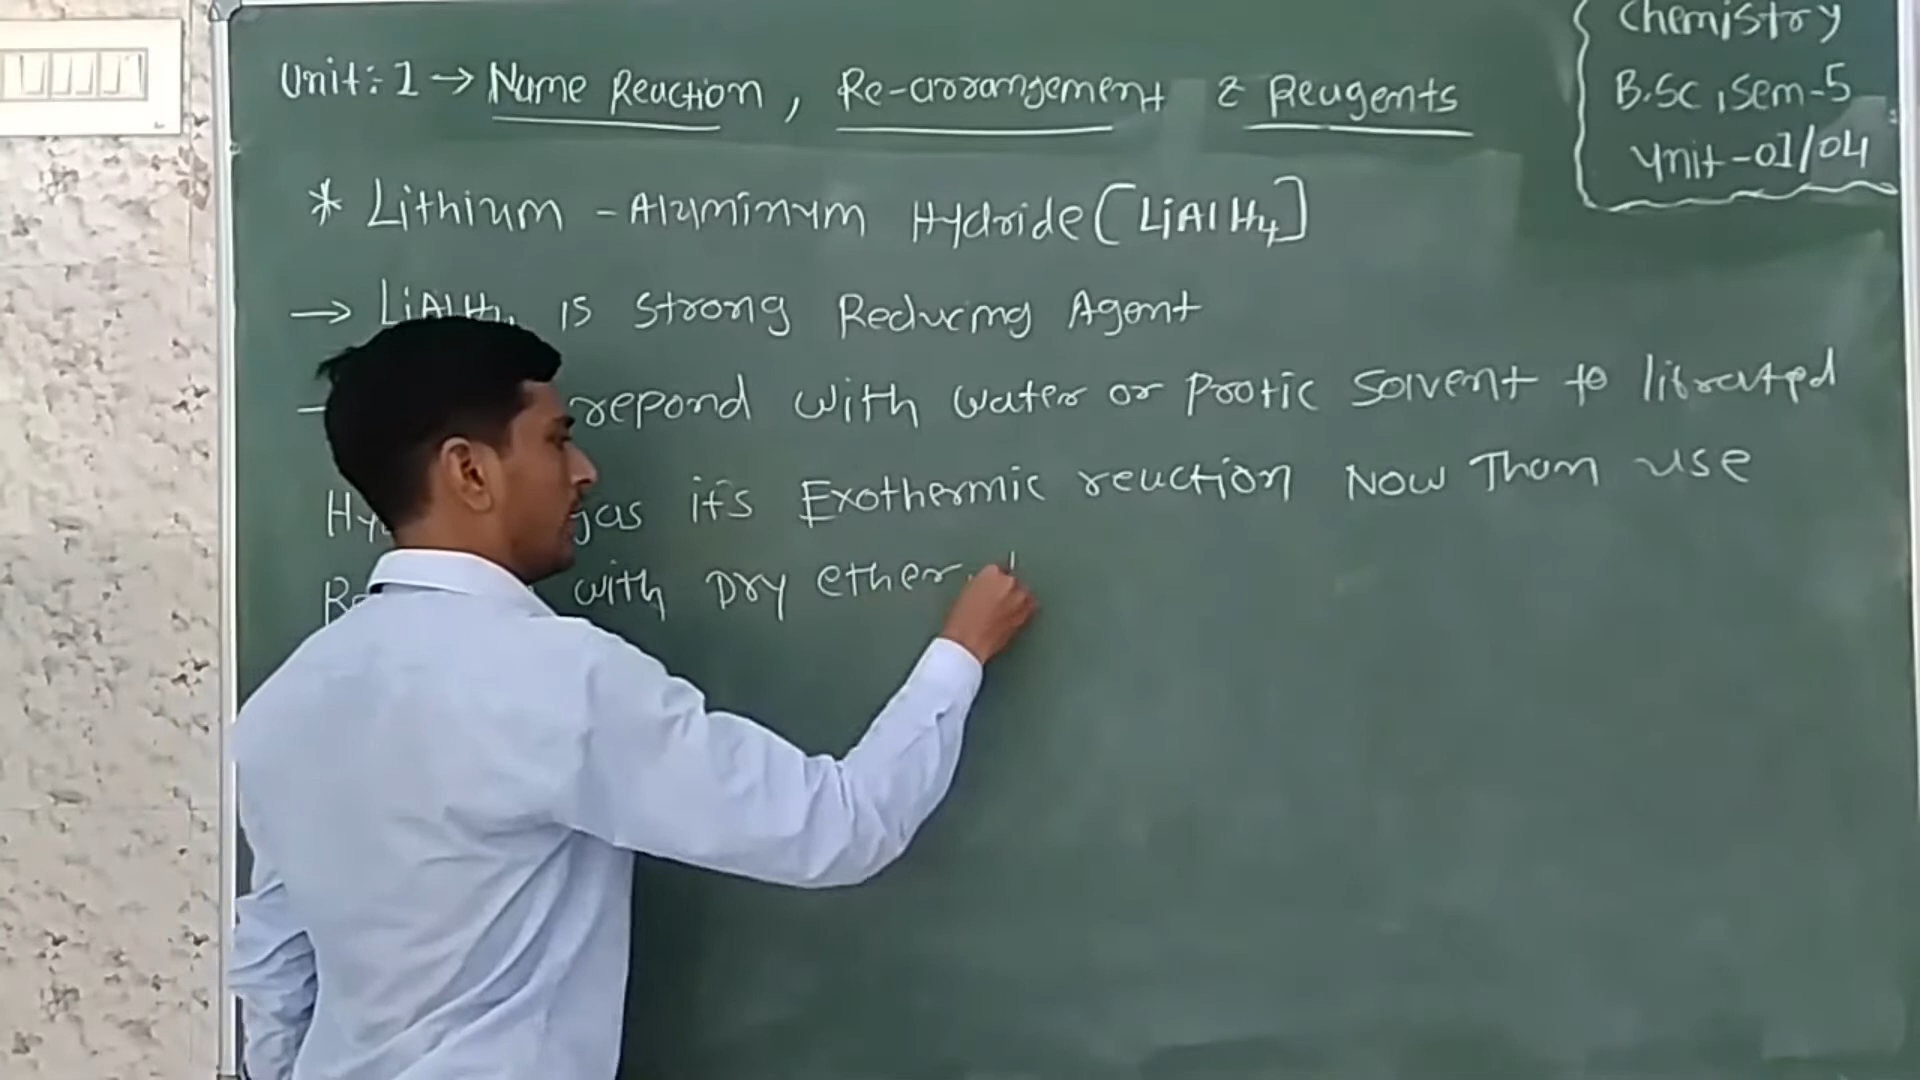 Chemistry
B.Sc, Sem-5
Unit-01/04
Unit:1 → Name Reaction, Re-arrangement & Reagents
* Lithium - Aluminium Hydride [LiAlH4]
→ LiAlH4 is Strong Reducing Agent
repond with water or Protic Solvent to librated
gas it's Exothermic reaction Now Than use
with Dry ether